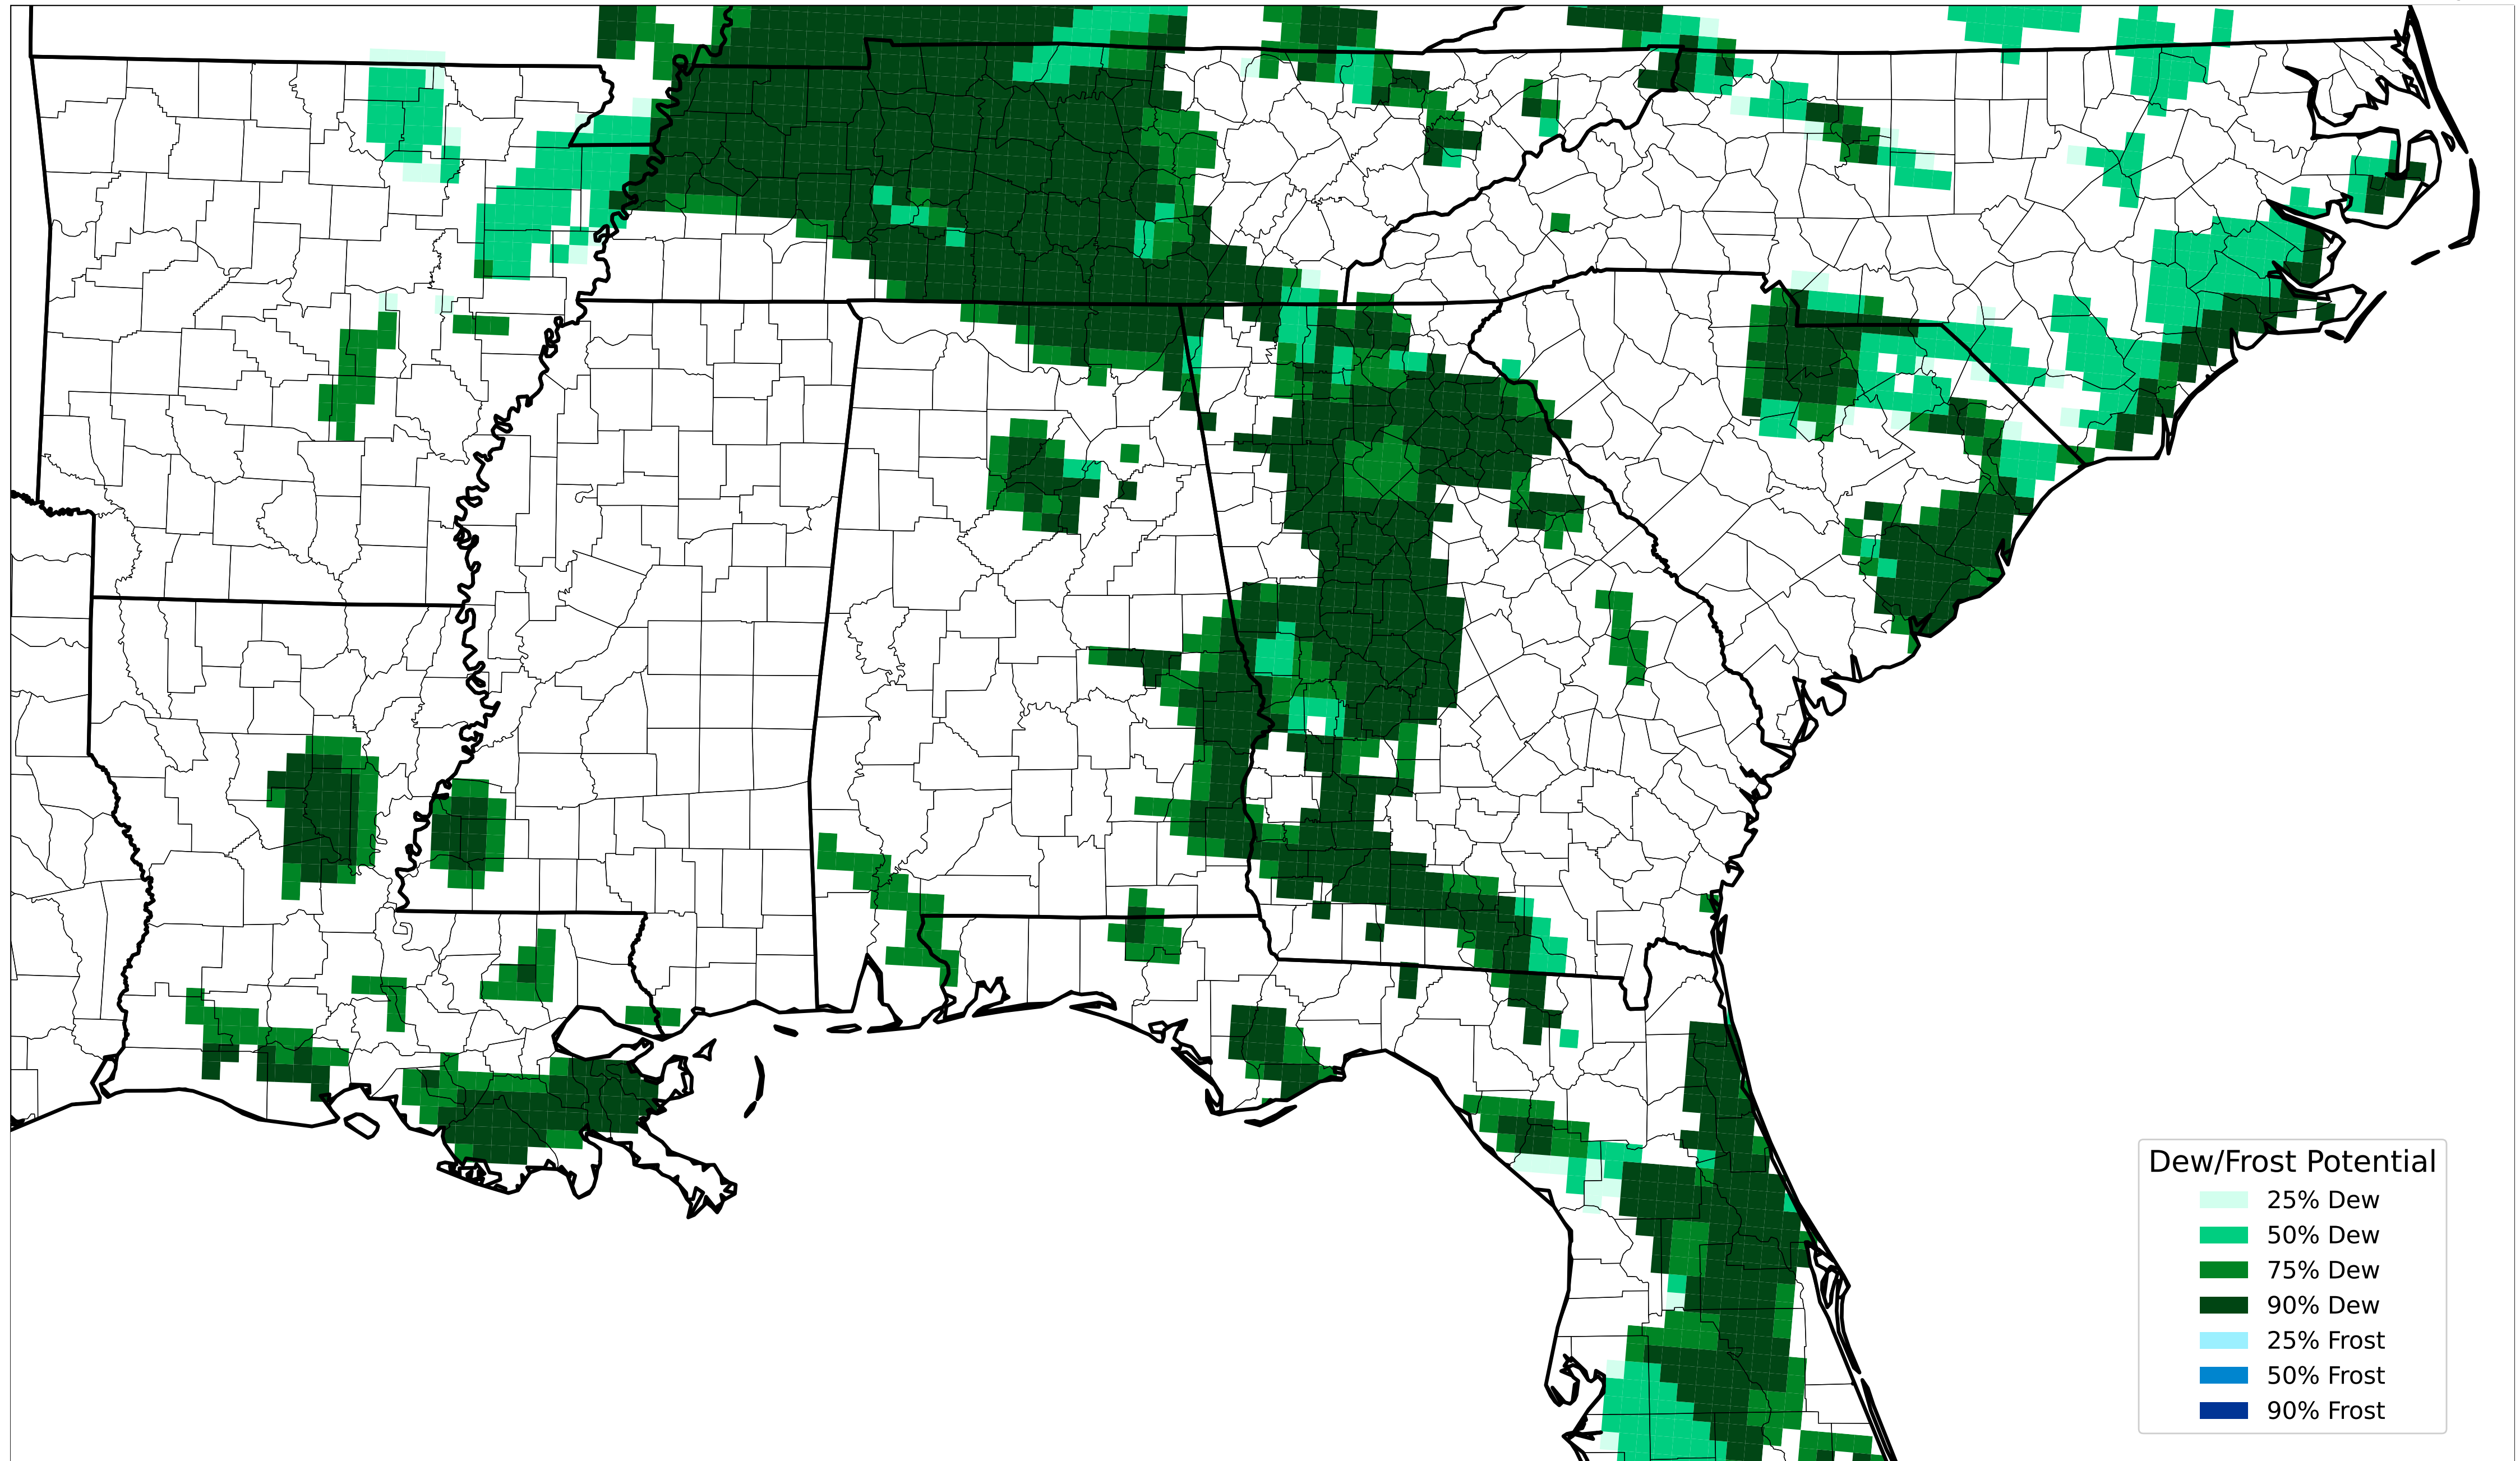 Dew/Frost Potential
25% Dew
50% Dew
75% Dew
90% Dew
25% Frost
50% Frost
90% Frost